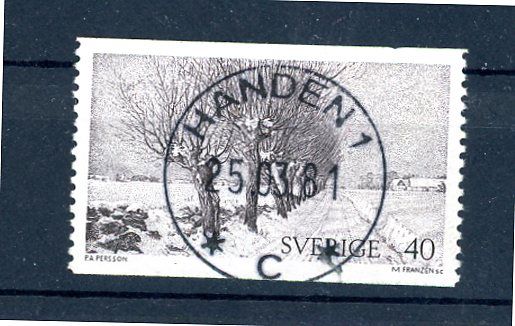 HANDEN 1
25.03.81
* C *
SVERIGE 40
P.A. PERSSON
M. FRANZÉN SC